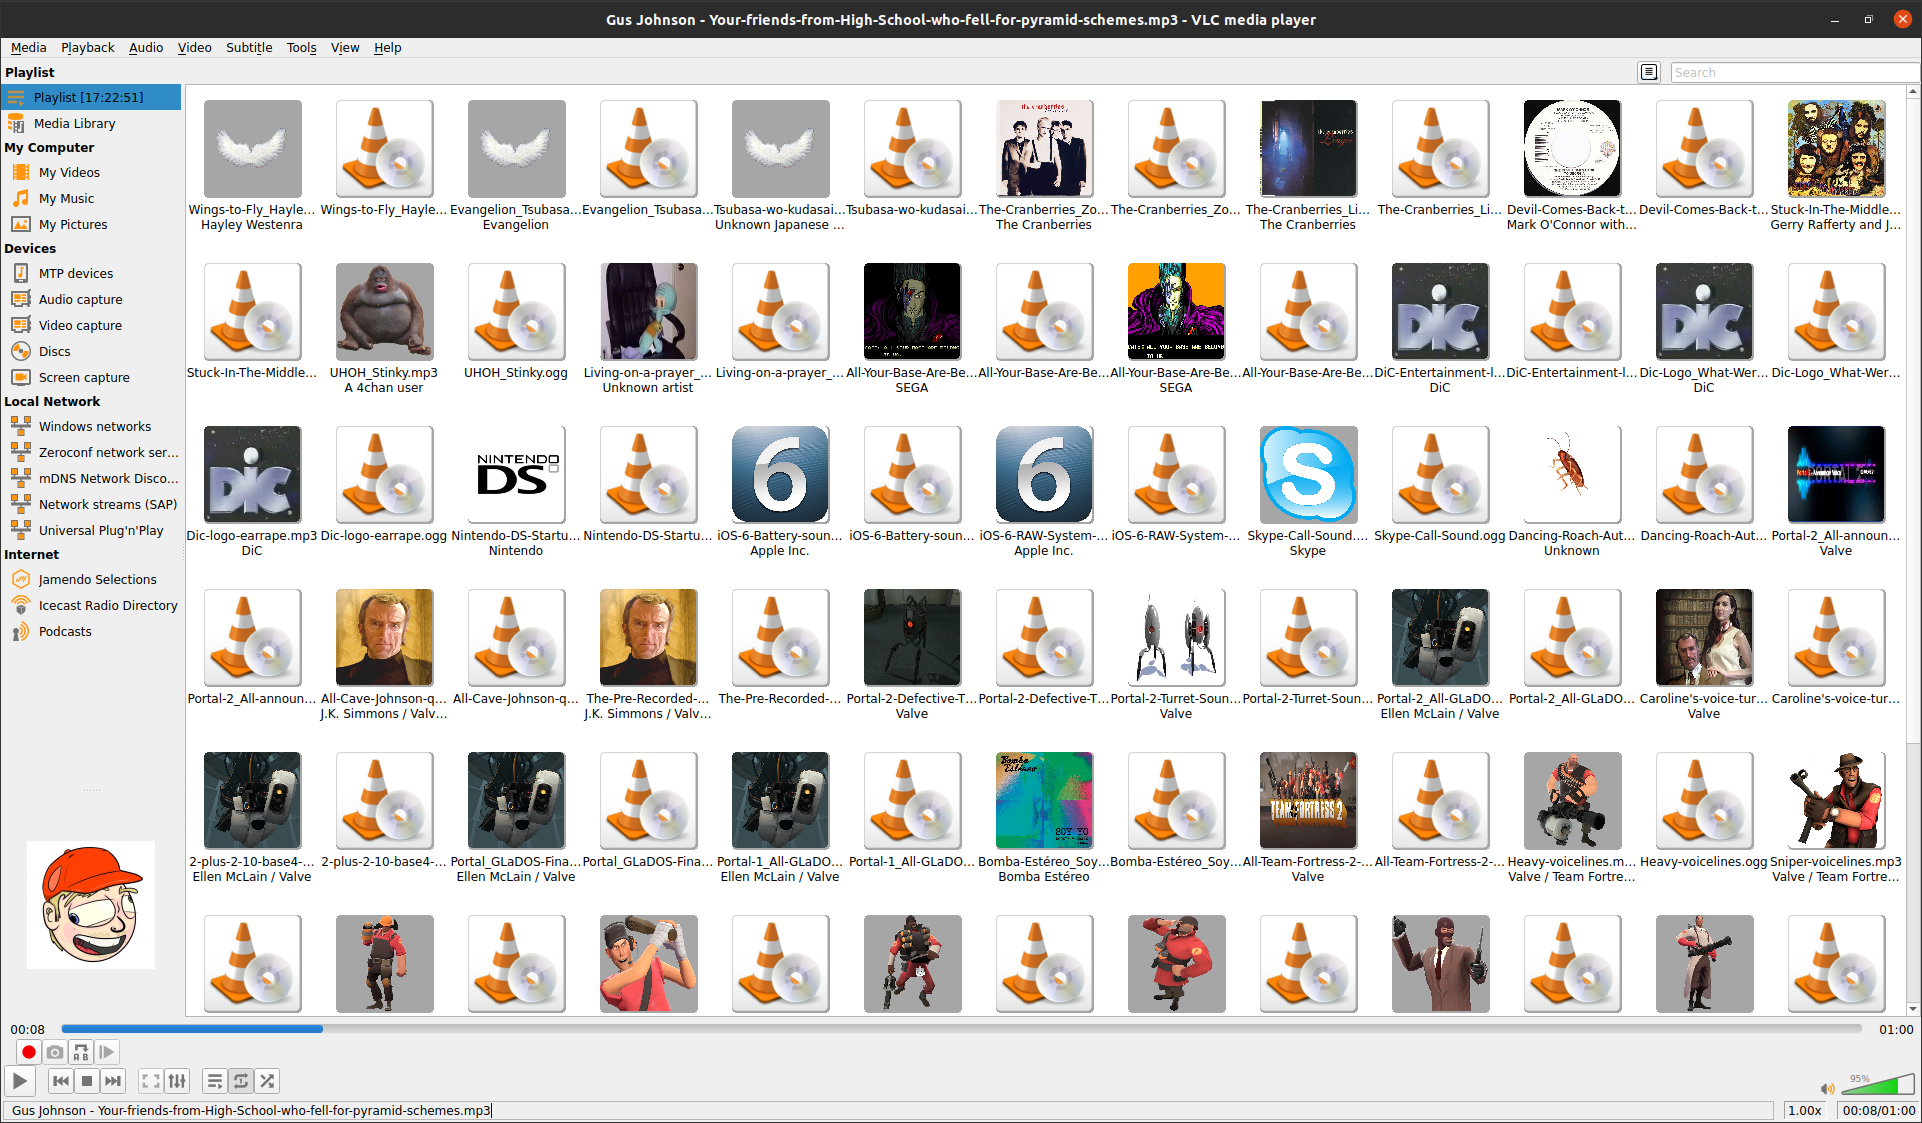 Gus Johnson - Your-friends-from-High-School-who-fell-for-pyramid-schemes.mp3 - VLC media player
Media Playback Audio Video Subtitle Tools View Help
Playlist
Search
Playlist [17:22:51]
Media Library
My Computer
My Videos
My Music
My Pictures
Devices
MTP devices
Audio capture
Video capture
Discs
Screen capture
Local Network
Windows networks
Zeroconf network ser...
mDNS Network Disco...
Network streams (SAP)
Universal Plug'n'Play
Internet
Jamendo Selections
Icecast Radio Directory
Podcasts
Wings-to-Fly_Hayle... Wings-to-Fly_Hayle... Evangelion_Tsubasa... Evangelion_Tsubasa... Tsubasa-wo-kudasai... Tsubasa-wo-kudasai... The-Cranberries_Zo... The-Cranberries_Zo... The-Cranberries_Li... The-Cranberries_Li... Devil-Comes-Back-t... Devil-Comes-Back-t... Stuck-In-The-Middle...
Hayley Westenra Evangelion Unknown Japanese ... The Cranberries The Cranberries Mark O'Connor with... Gerry Rafferty and J...
Stuck-In-The-Middle... UHOH_Stinky.mp3 UHOH_Stinky.ogg Living-on-a-prayer_... Living-on-a-prayer_... All-Your-Base-Are-Be... All-Your-Base-Are-Be... All-Your-Base-Are-Be... All-Your-Base-Are-Be... DiC-Entertainment-l... DiC-Entertainment-l... Dic-Logo_What-Wer... Dic-Logo_What-Wer...
A 4chan user Unknown artist SEGA SEGA DiC DiC
DiC
NINTENDO
DS
6
6
S
Dic-logo-earrape.mp3 Dic-logo-earrape.ogg Nintendo-DS-Startu... Nintendo-DS-Startu... iOS-6-Battery-soun... iOS-6-Battery-soun... iOS-6-RAW-System-... iOS-6-RAW-System-... Skype-Call-Sound.... Skype-Call-Sound.ogg Dancing-Roach-Aut... Dancing-Roach-Aut... Portal-2_All-announ...
DiC Nintendo Apple Inc. Apple Inc. Skype Unknown Valve
Portal-2_All-announ... All-Cave-Johnson-q... All-Cave-Johnson-q... The-Pre-Recorded-... The-Pre-Recorded-... Portal-2-Defective-T... Portal-2-Defective-T... Portal-2-Turret-Soun... Portal-2-Turret-Soun... Portal-2_All-GLaDO... Portal-2_All-GLaDO... Caroline's-voice-tur... Caroline's-voice-tur...
J.K. Simmons / Valv... J.K. Simmons / Valv... Valve Valve Ellen McLain / Valve Valve
Bomba Estéreo
SOY YO
TEAM FORTRESS 2
2-plus-2-10-base4-... 2-plus-2-10-base4-... Portal_GLaDOS-Fina... Portal_GLaDOS-Fina... Portal-1_All-GLaDO... Portal-1_All-GLaDO... Bomba-Estéreo_Soy... Bomba-Estéreo_Soy... All-Team-Fortress-2-... All-Team-Fortress-2-... Heavy-voicelines.m... Heavy-voicelines.ogg Sniper-voicelines.mp3
Ellen McLain / Valve Ellen McLain / Valve Ellen McLain / Valve Bomba Estéreo Valve Valve / Team Fortre... Valve / Team Fortre...
00:08 01:00
95%
Gus Johnson - Your-friends-from-High-School-who-fell-for-pyramid-schemes.mp3
1.00x 00:08/01:00